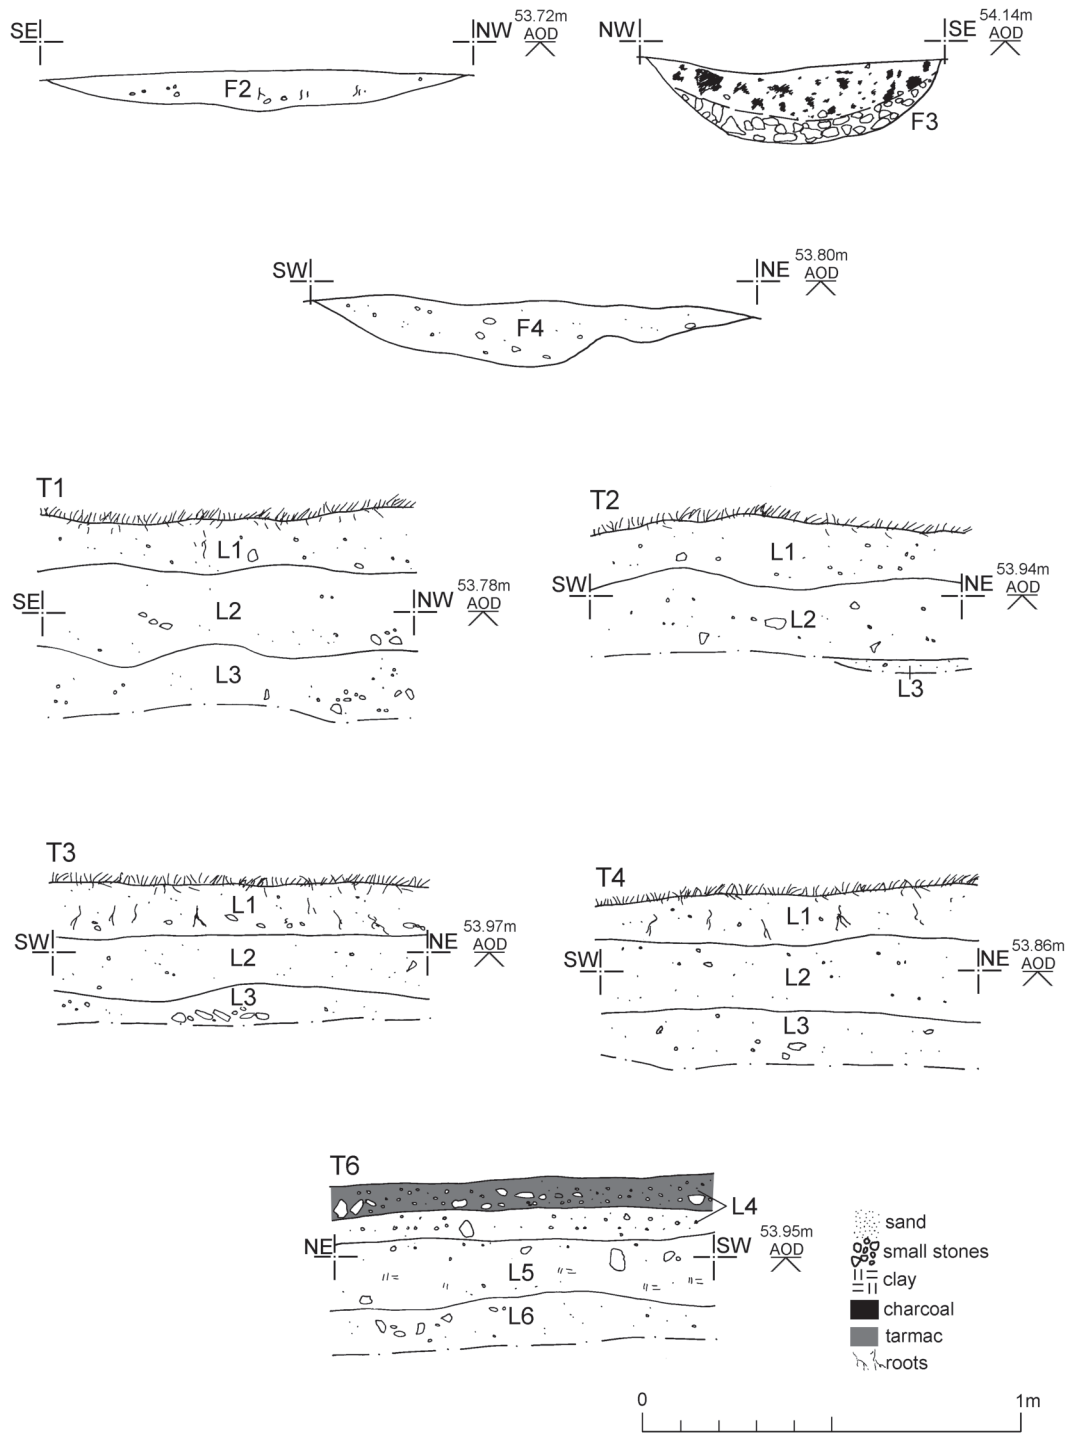 SE NW 53.72m AOD
F2
NW SE 54.14m AOD
F3
SW NE 53.80m AOD
F4
T1
L1
SE L2 NW 53.78m AOD
L3
T2
L1
SW NE 53.94m AOD
L2
L3
T3
L1
SW L2 NE 53.97m AOD
L3
T4
L1
SW L2 NE 53.86m AOD
L3
T6
L4
NE L5 SW 53.95m AOD
L6
sand
small stones
clay
charcoal
tarmac
roots
0 1m